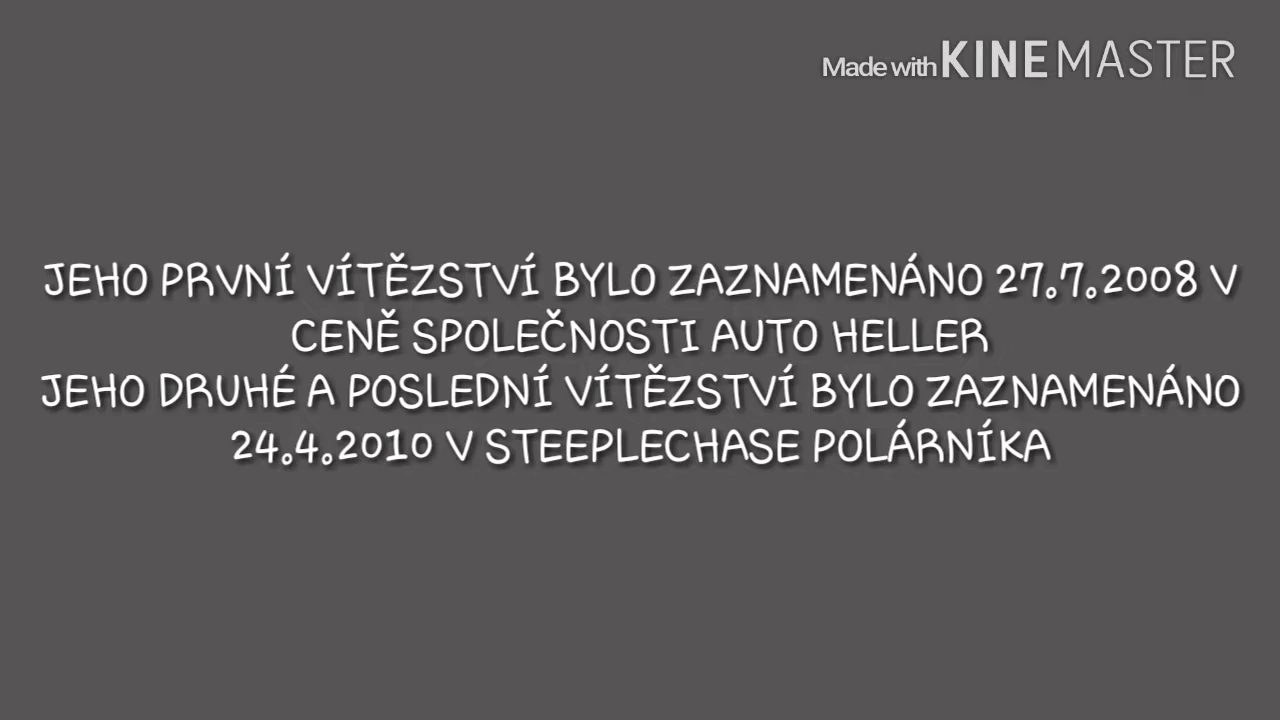 Made with KINEMASTER
JEHO PRVNÍ VÍTĚZSTVÍ BYLO ZAZNAMENÁNO 27.7.2008 V
CENĚ SPOLEČNOSTI AUTO HELLER
JEHO DRUHÉ A POSLEDNÍ VÍTĚZSTVÍ BYLO ZAZNAMENÁNO
24.4.2010 V STEEPLECHASE POLÁRNÍKA